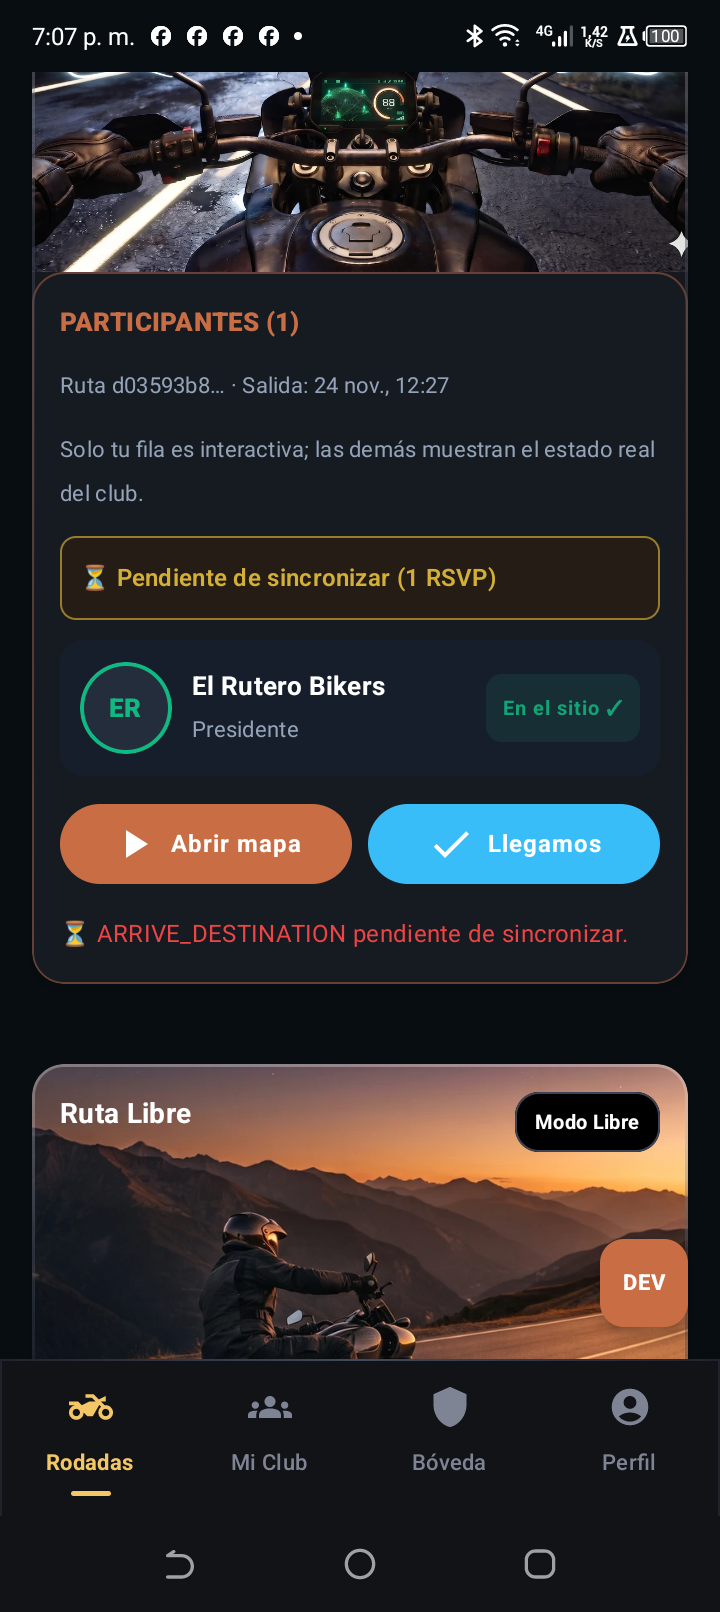 7:07 p. m.
4G
1,42
K/S
100
88
PARTICIPANTES (1)
Ruta d03593b8... · Salida: 24 nov., 12:27
Solo tu fila es interactiva; las demás muestran el estado real
del club.
⏳ Pendiente de sincronizar (1 RSVP)
ER
El Rutero Bikers
Presidente
En el sitio ✓
Abrir mapa
Llegamos
⏳ ARRIVE_DESTINATION pendiente de sincronizar.
Ruta Libre
Modo Libre
DEV
Rodadas
Mi Club
Bóveda
Perfil